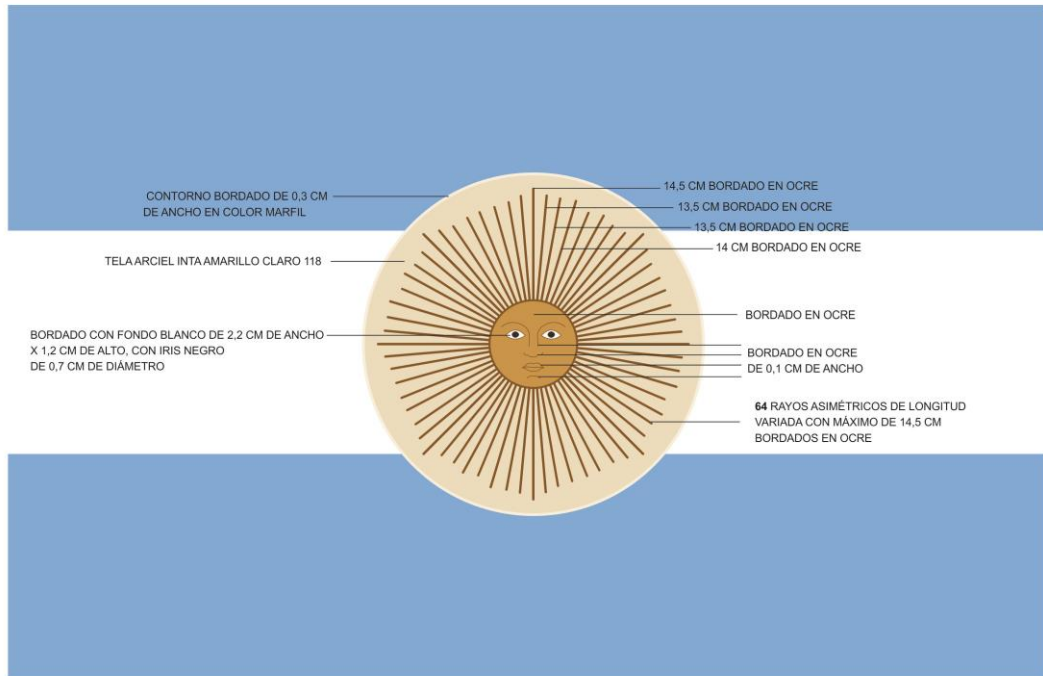 CONTORNO BORDADO DE 0,3 CM
DE ANCHO EN COLOR MARFIL
TELA ARCIEL INTA AMARILLO CLARO 118
BORDADO CON FONDO BLANCO DE 2,2 CM DE ANCHO
X 1,2 CM DE ALTO, CON IRIS NEGRO
DE 0,7 CM DE DIÁMETRO
14,5 CM BORDADO EN OCRE
13,5 CM BORDADO EN OCRE
13,5 CM BORDADO EN OCRE
14 CM BORDADO EN OCRE
BORDADO EN OCRE
BORDADO EN OCRE
DE 0,1 CM DE ANCHO
64 RAYOS ASIMÉTRICOS DE LONGITUD
VARIADA CON MÁXIMO DE 14,5 CM
BORDADOS EN OCRE